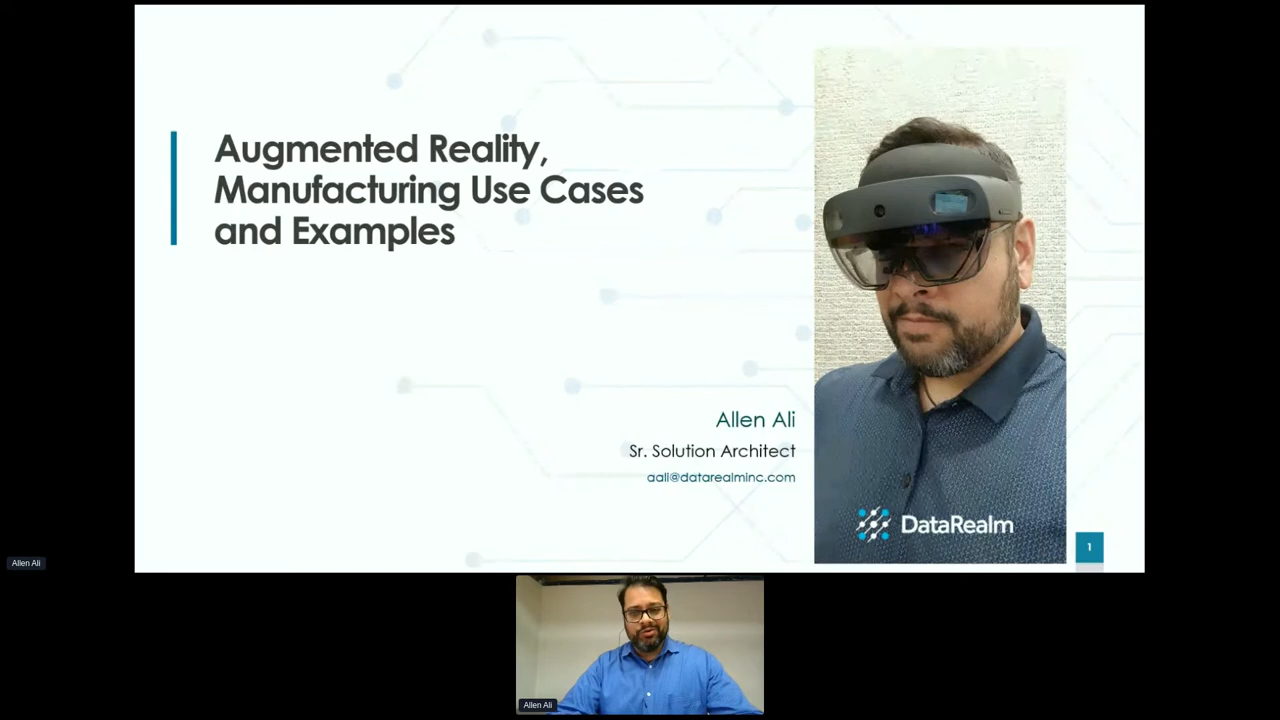 Augmented Reality,
Manufacturing Use Cases
and Examples
Allen Ali
Sr. Solution Architect
aali@datarealminc.com
DataRealm
1
Allen Ali
Allen Ali